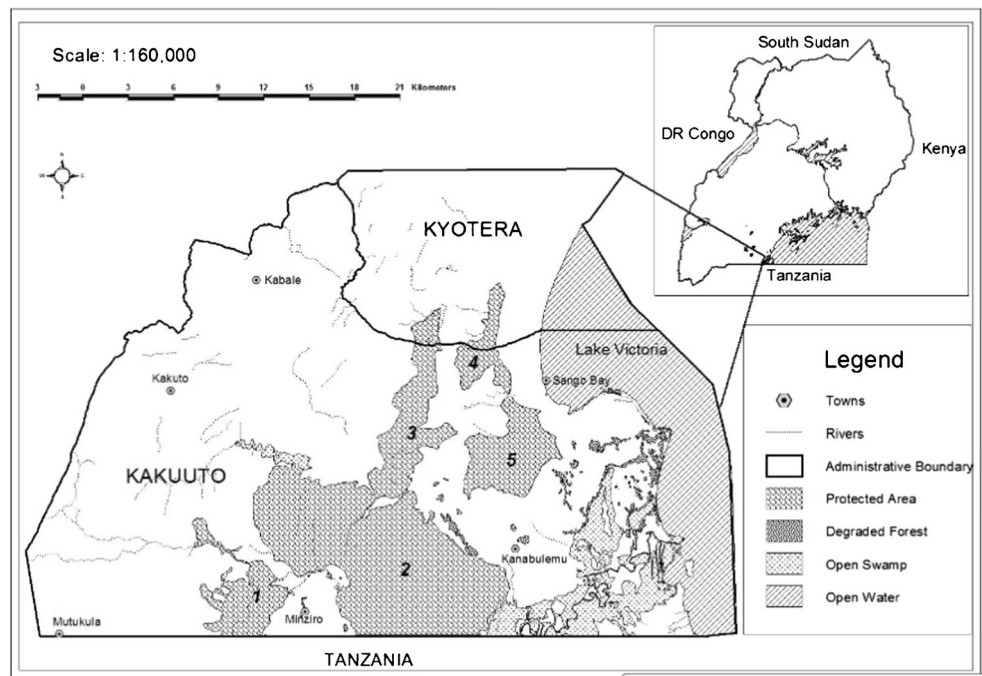 Scale: 1:160,000
3 0 3 6 9 12 15 18 21 Kilometers
N
W E
S
South Sudan
DR Congo
Kenya
Tanzania
KYOTERA
Kabale
Lake Victoria
Sango Bay
Kakuto
4
3
5
KAKUUTO
2
Kanabulemu
1
Minziro
Mutukula
TANZANIA
Legend
Towns
Rivers
Administrative Boundary
Protected Area
Degraded Forest
Open Swamp
Open Water